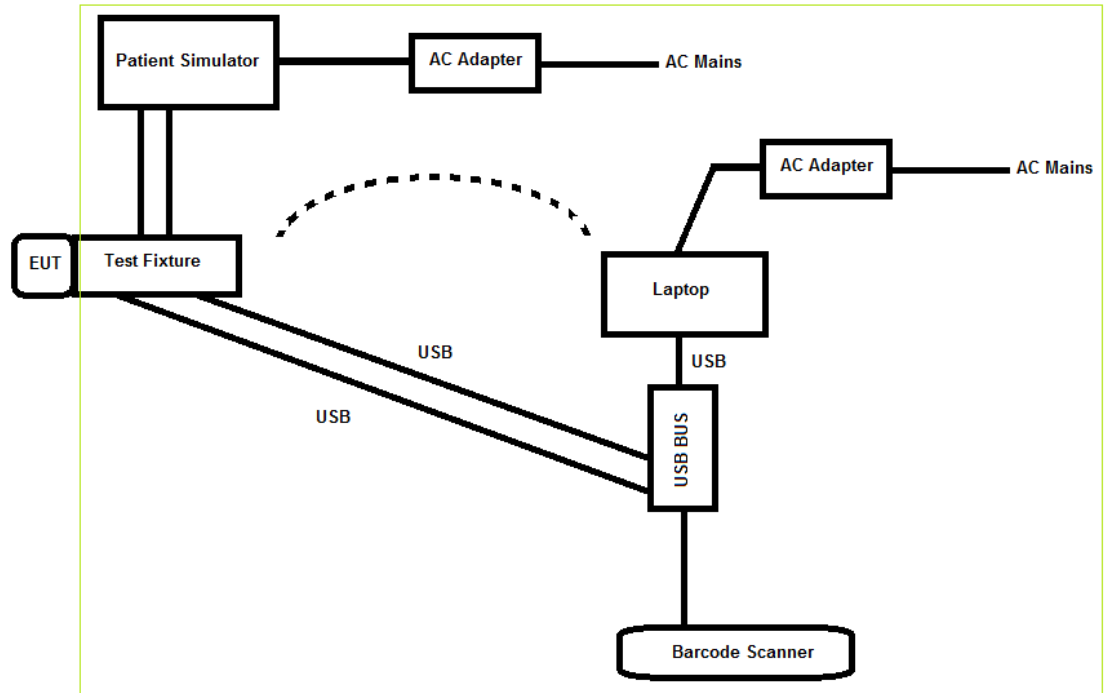 Patient Simulator
AC Adapter
AC Mains
AC Adapter
AC Mains
EUT
Test Fixture
Laptop
USB
USB
USB
USB BUS
Barcode Scanner